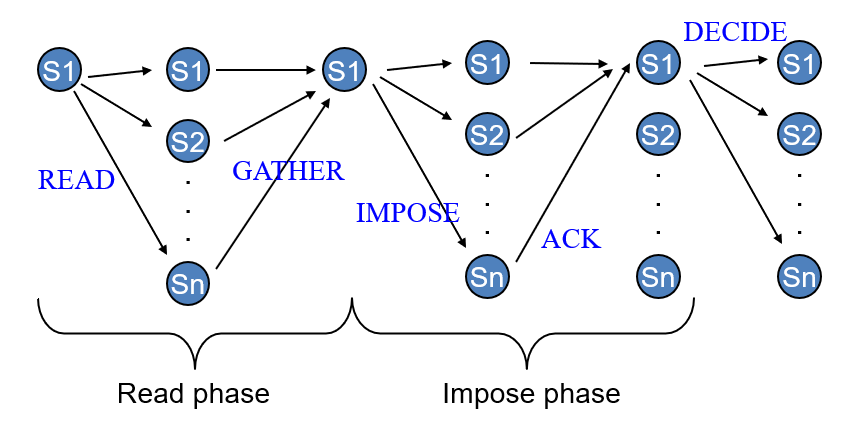 DECIDE
S1 S1 S1 S1 S1 S1
S2 S2 S2 S2
READ GATHER
IMPOSE
ACK
Sn Sn Sn Sn
Read phase Impose phase